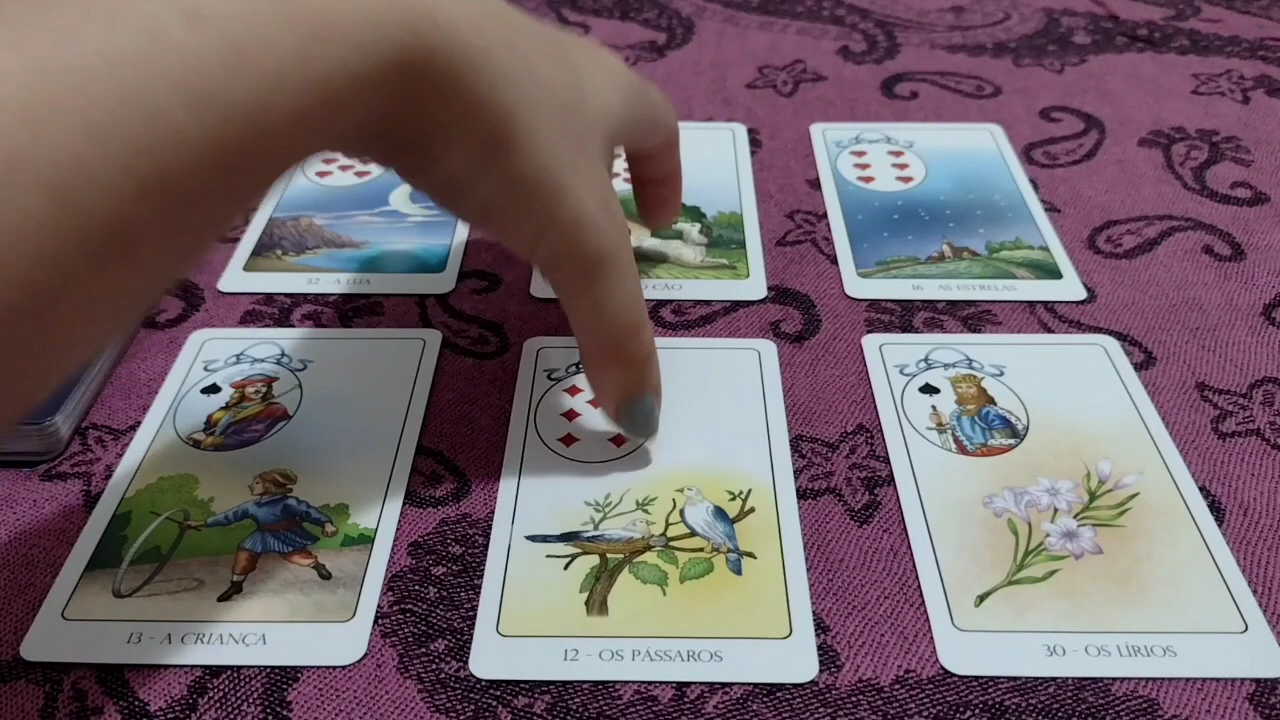 32 - A LUA
O CÃO
16 - AS ESTRELAS
13 - A CRIANÇA
12 - OS PÁSSAROS
30 - OS LÍRIOS